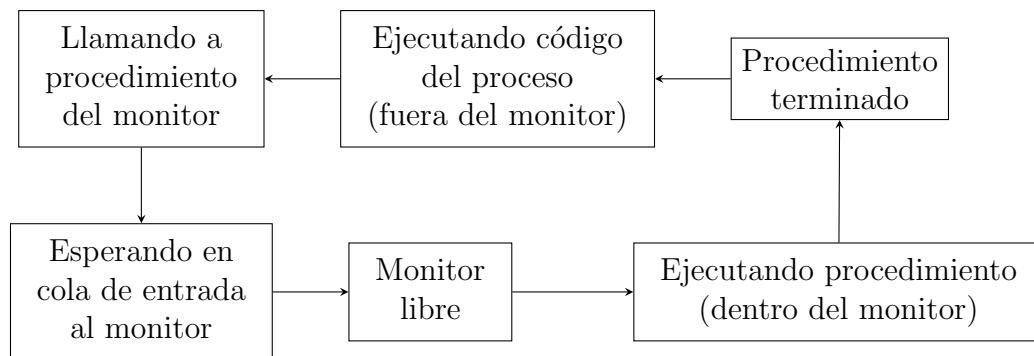 Llamando a
procedimiento
del monitor
Ejecutando código
del proceso
(fuera del monitor)
Procedimiento
terminado
Esperando en
cola de entrada
al monitor
Monitor
libre
Ejecutando procedimiento
(dentro del monitor)